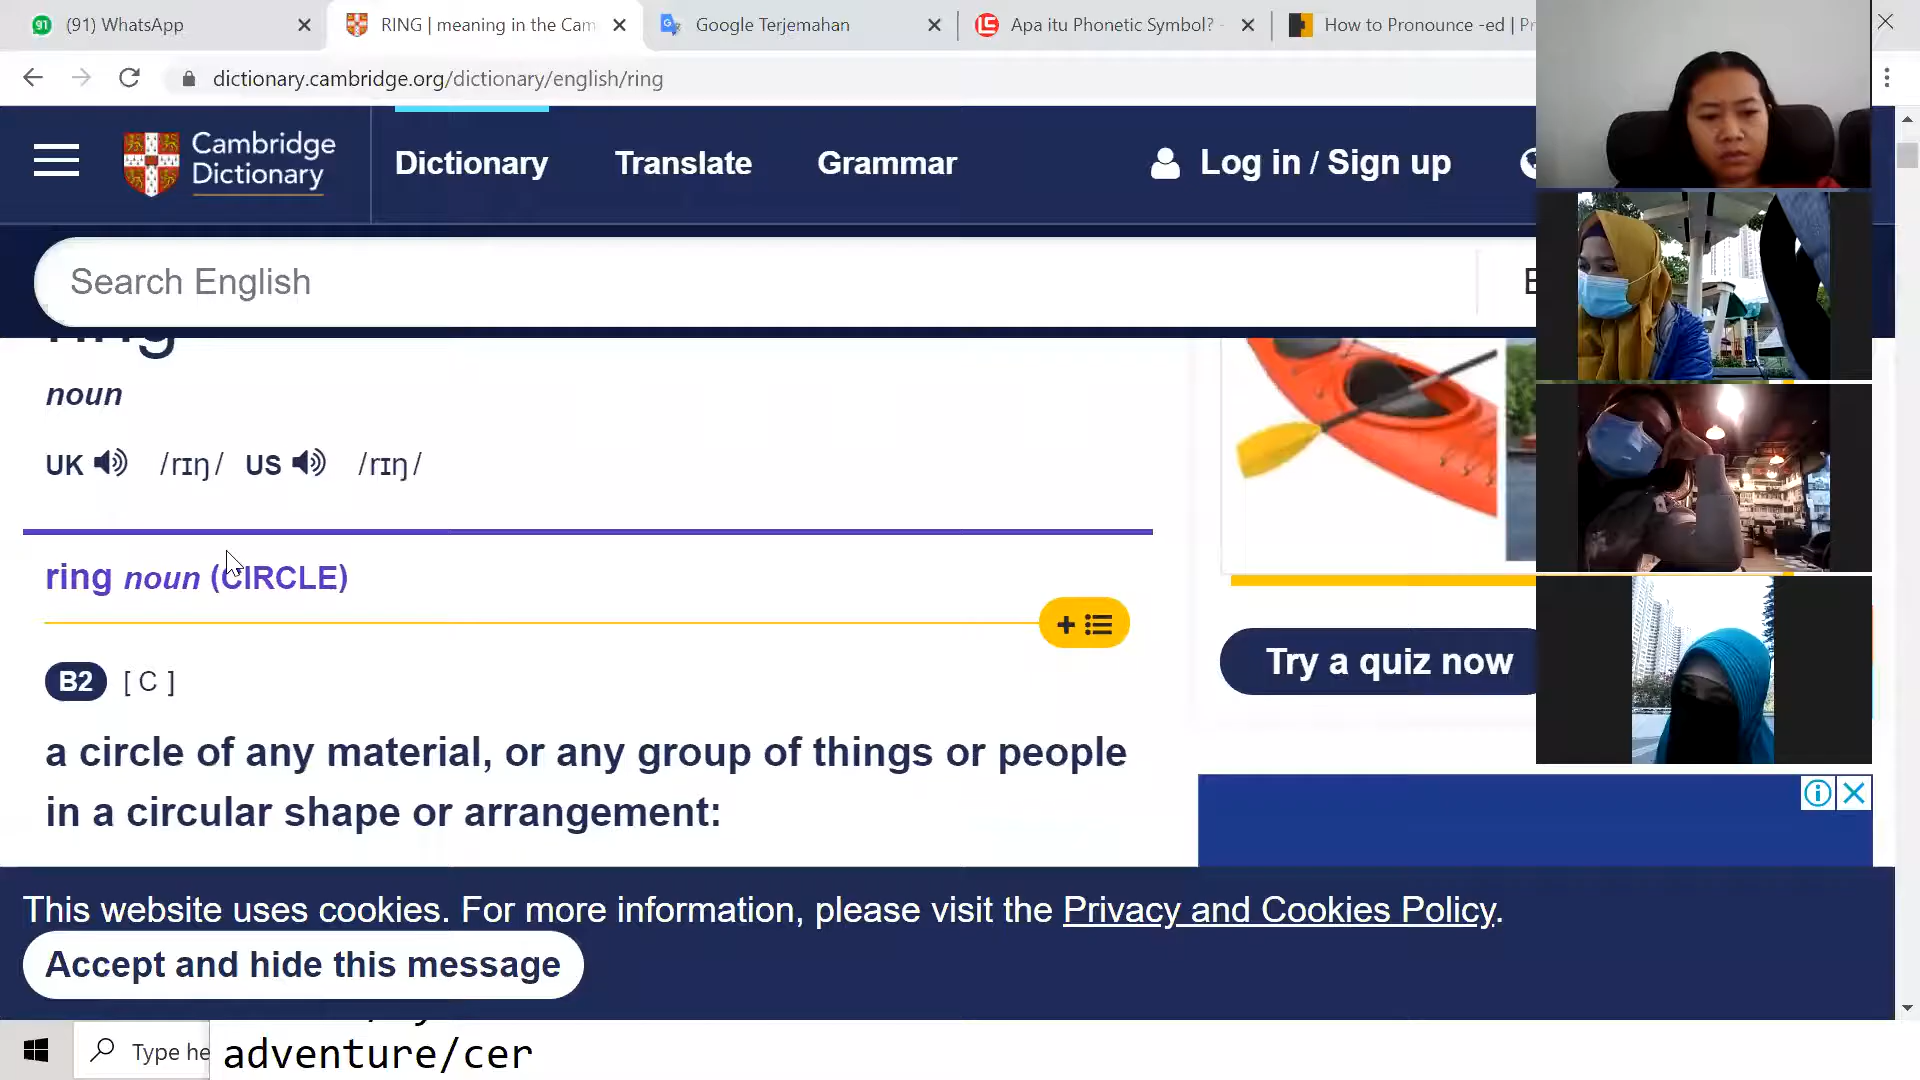 (91) WhatsApp
RING | meaning in the Cam
Google Terjemahan
Apa itu Phonetic Symbol? -
How to Pronounce -ed | Pr
dictionary.cambridge.org/dictionary/english/ring
Cambridge
Dictionary
Dictionary
Translate
Grammar
Log in / Sign up
Search English
E
ring
noun
UK /rɪŋ/ US /rɪŋ/
ring noun (CIRCLE)
+
B2 [ C ]
a circle of any material, or any group of things or people
in a circular shape or arrangement:
Try a quiz now
This website uses cookies. For more information, please visit the Privacy and Cookies Policy.
Accept and hide this message
Type he
adventure/cer